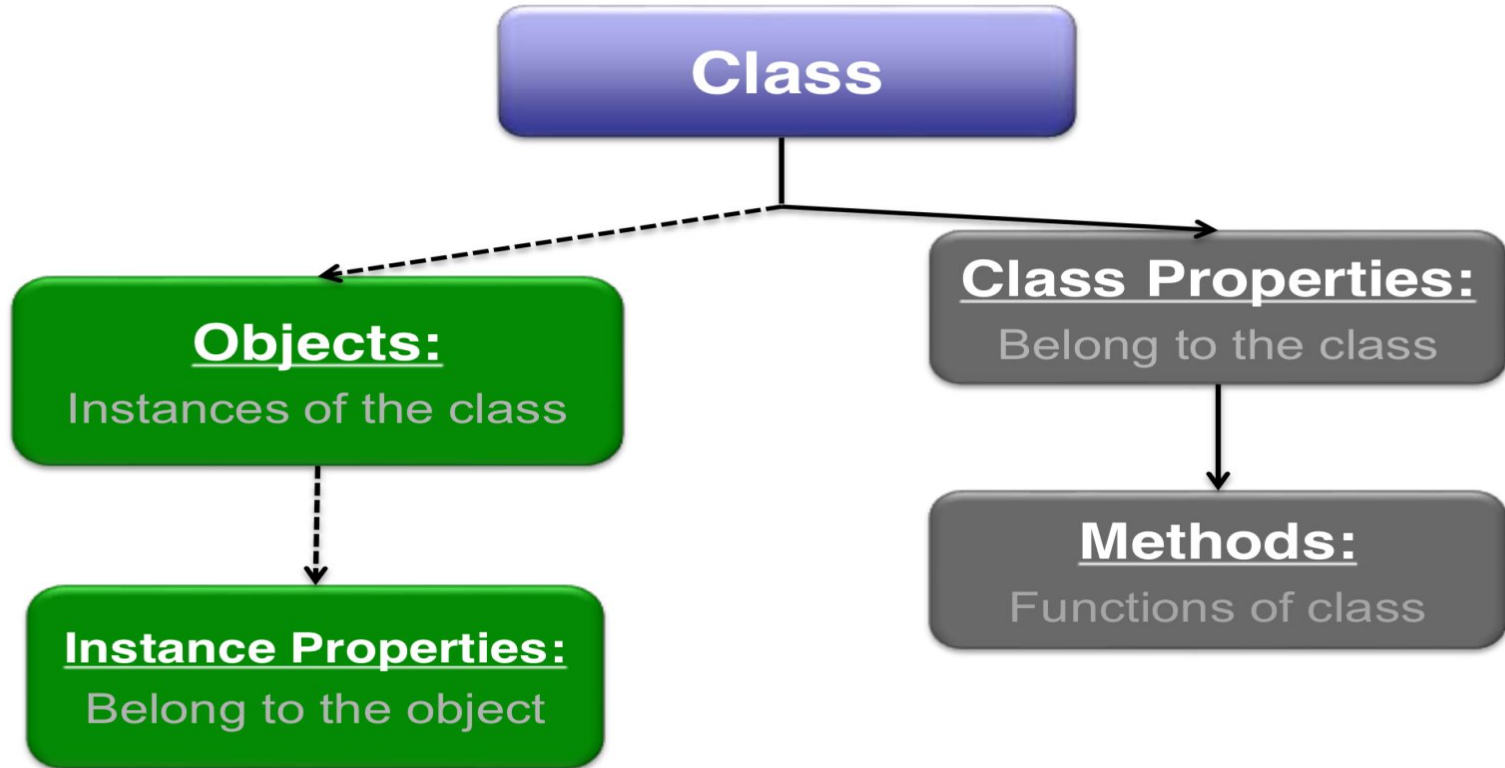 Class
Objects:
Instances of the class
Instance Properties:
Belong to the object
Class Properties:
Belong to the class
Methods:
Functions of class